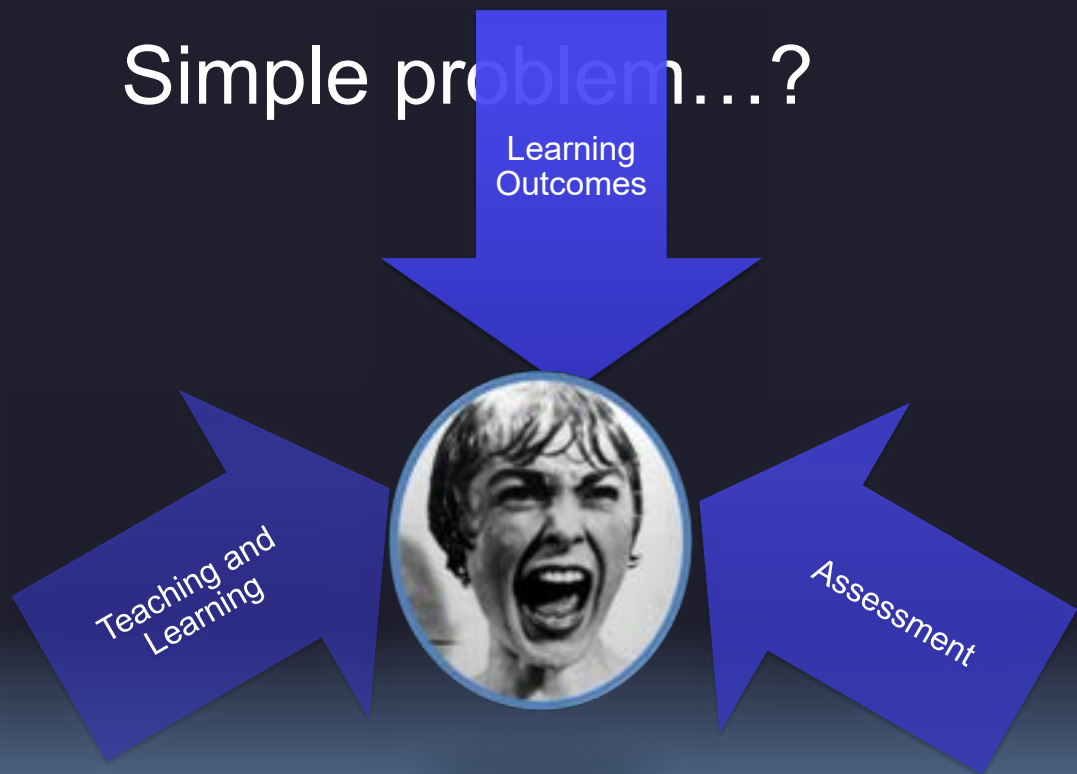 Simple problem…?
Learning
Outcomes
Teaching and
Learning
Assessment